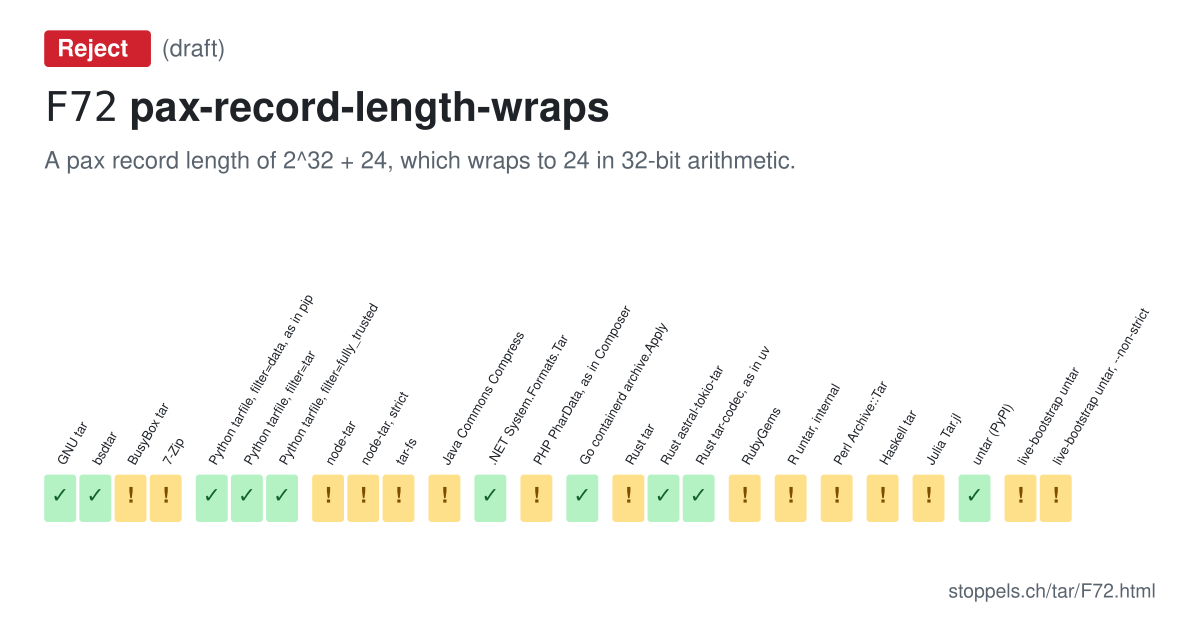 Reject (draft)
F72 pax-record-length-wraps
A pax record length of 2^32 + 24, which wraps to 24 in 32-bit arithmetic.
GNU tar
bsdtar
BusyBox tar
7-Zip
Python tarfile, filter=data, as in pip
Python tarfile, filter=tar
Python tarfile, filter=fully_trusted
node-tar
node-tar, strict
tar-fs
Java Commons Compress
.NET System.Formats.Tar
PHP PharData, as in Composer
Go containerd archive.Apply
Rust tar
Rust astral-tokio-tar
Rust tar-codec, as in uv
RubyGems
R untar, internal
Perl Archive::Tar
Haskell tar
Julia Tar.jl
untar (PyPI)
live-bootstrap untar
live-bootstrap untar, --non-strict
✓ ✓ ! ! ✓ ✓ ✓ ! ! ! ! ✓ ! ✓ ! ✓ ✓ ! ! ! ! ! ✓ ! !
stoppels.ch/tar/F72.html